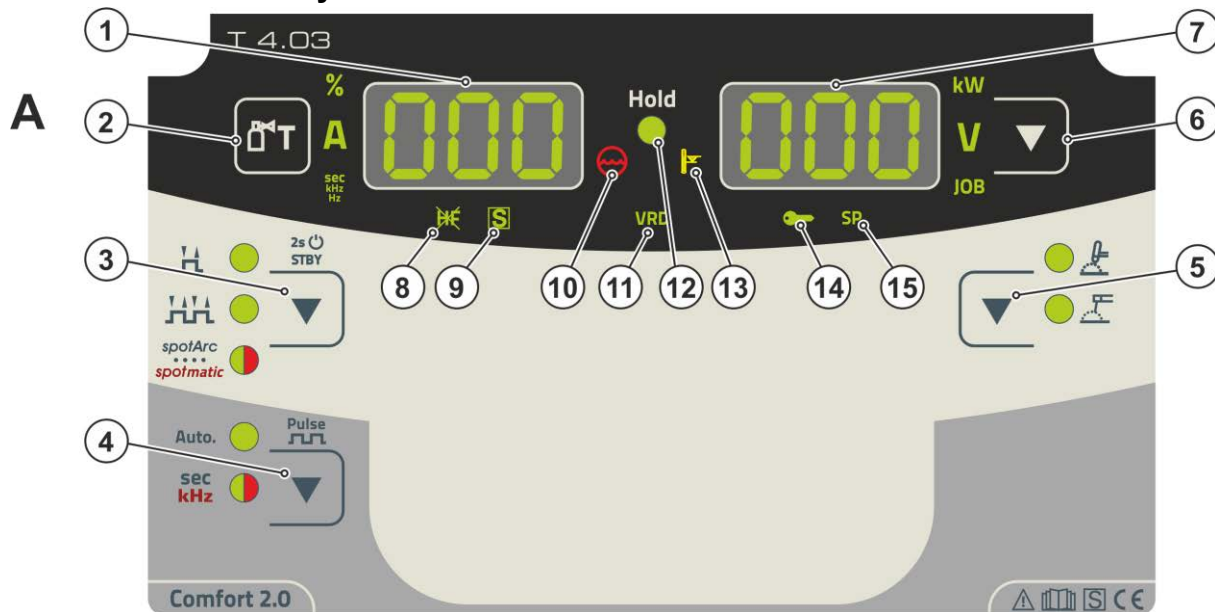 1
7
T 4.03
A
2
%
A
sec
kHz
Hz
000
Hold
000
kW
V
JOB
6
T
HF
S
VRD
SP
3
2s
STBY
8
9
10
11
12
13
14
15
5
spotArc
spotmatic
4
Auto.
Pulse
sec
kHz
Comfort 2.0
S CE